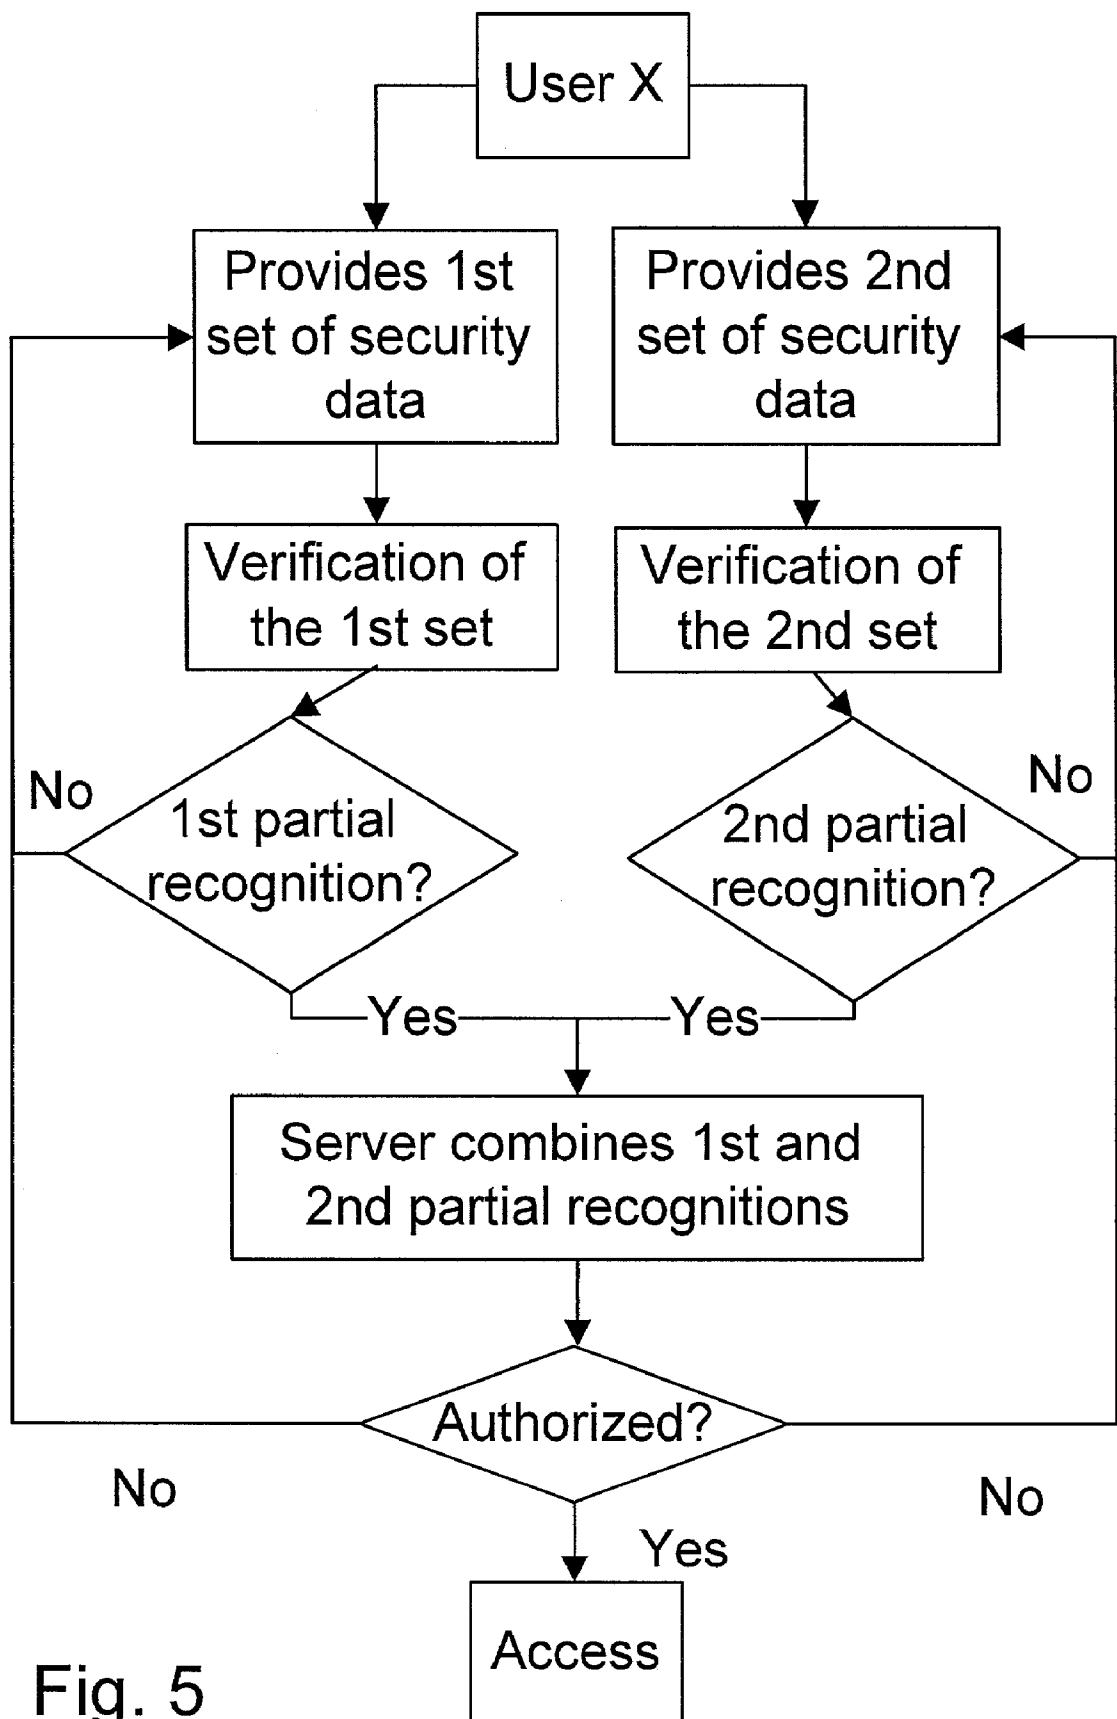 User X
Provides 1st
set of security
data
Provides 2nd
set of security
data
Verification of
the 1st set
Verification of
the 2nd set
No
1st partial
recognition?
2nd partial
recognition?
No
Yes
Yes
Server combines 1st and
2nd partial recognitions
Authorized?
No
No
Yes
Access
Fig. 5